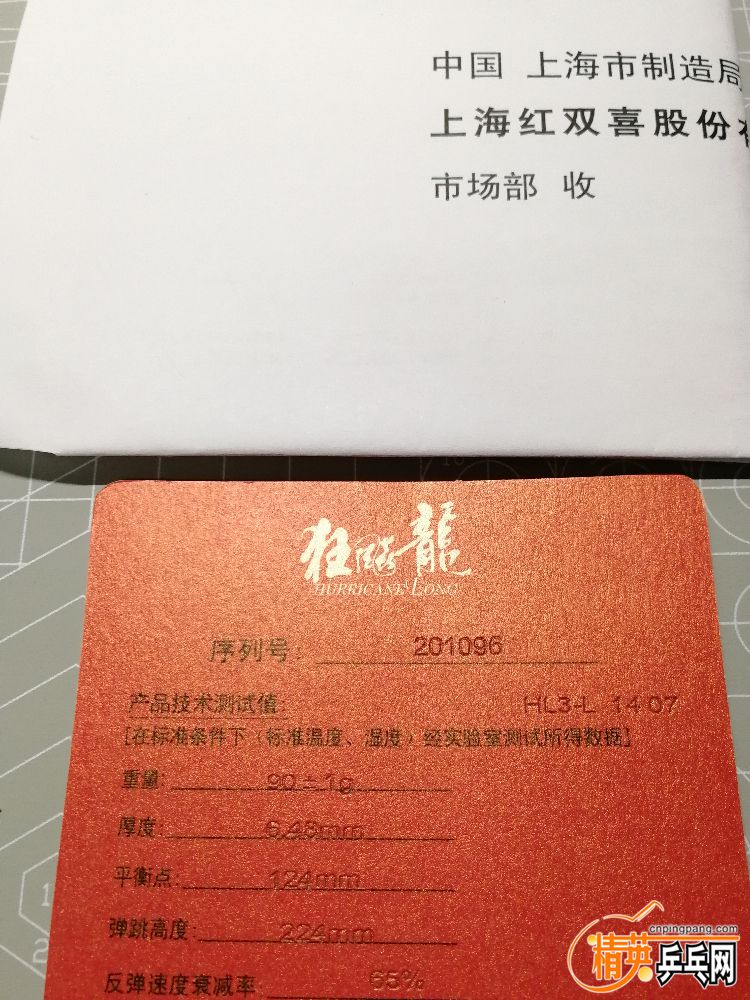 中国 上海市制造局
上海红双喜股份有
市场部 收
狂飚龍
HURRICANE LONG
序列号: 201096
产品技术测试值: HL3-L 14 07
[在标准条件下(标准温度、湿度)经实验室测试所得数据]
重量: 90±1g
厚度: 6.48mm
平衡点: 124mm
弹跳高度: 224mm
反弹速度衰减率 65%
cnpingpang.com
精英乒乓网